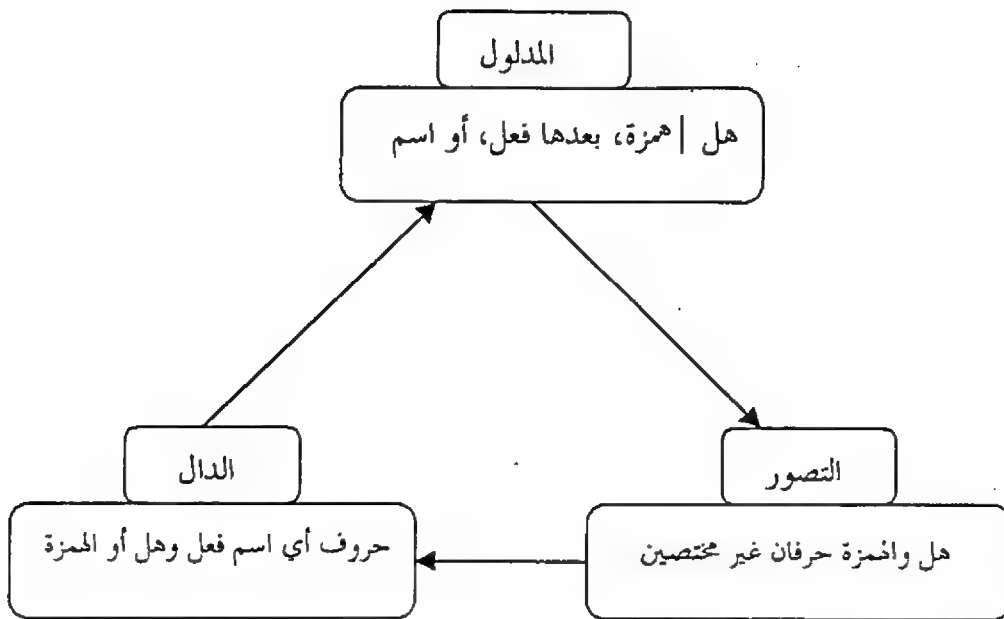 المدلول
هل | همزة، بعدها فعل، أو اسم
الدال
حروف أي اسم فعل وهل أو الهمزة
التصور
هل والهمزة حرفان غير مختصين